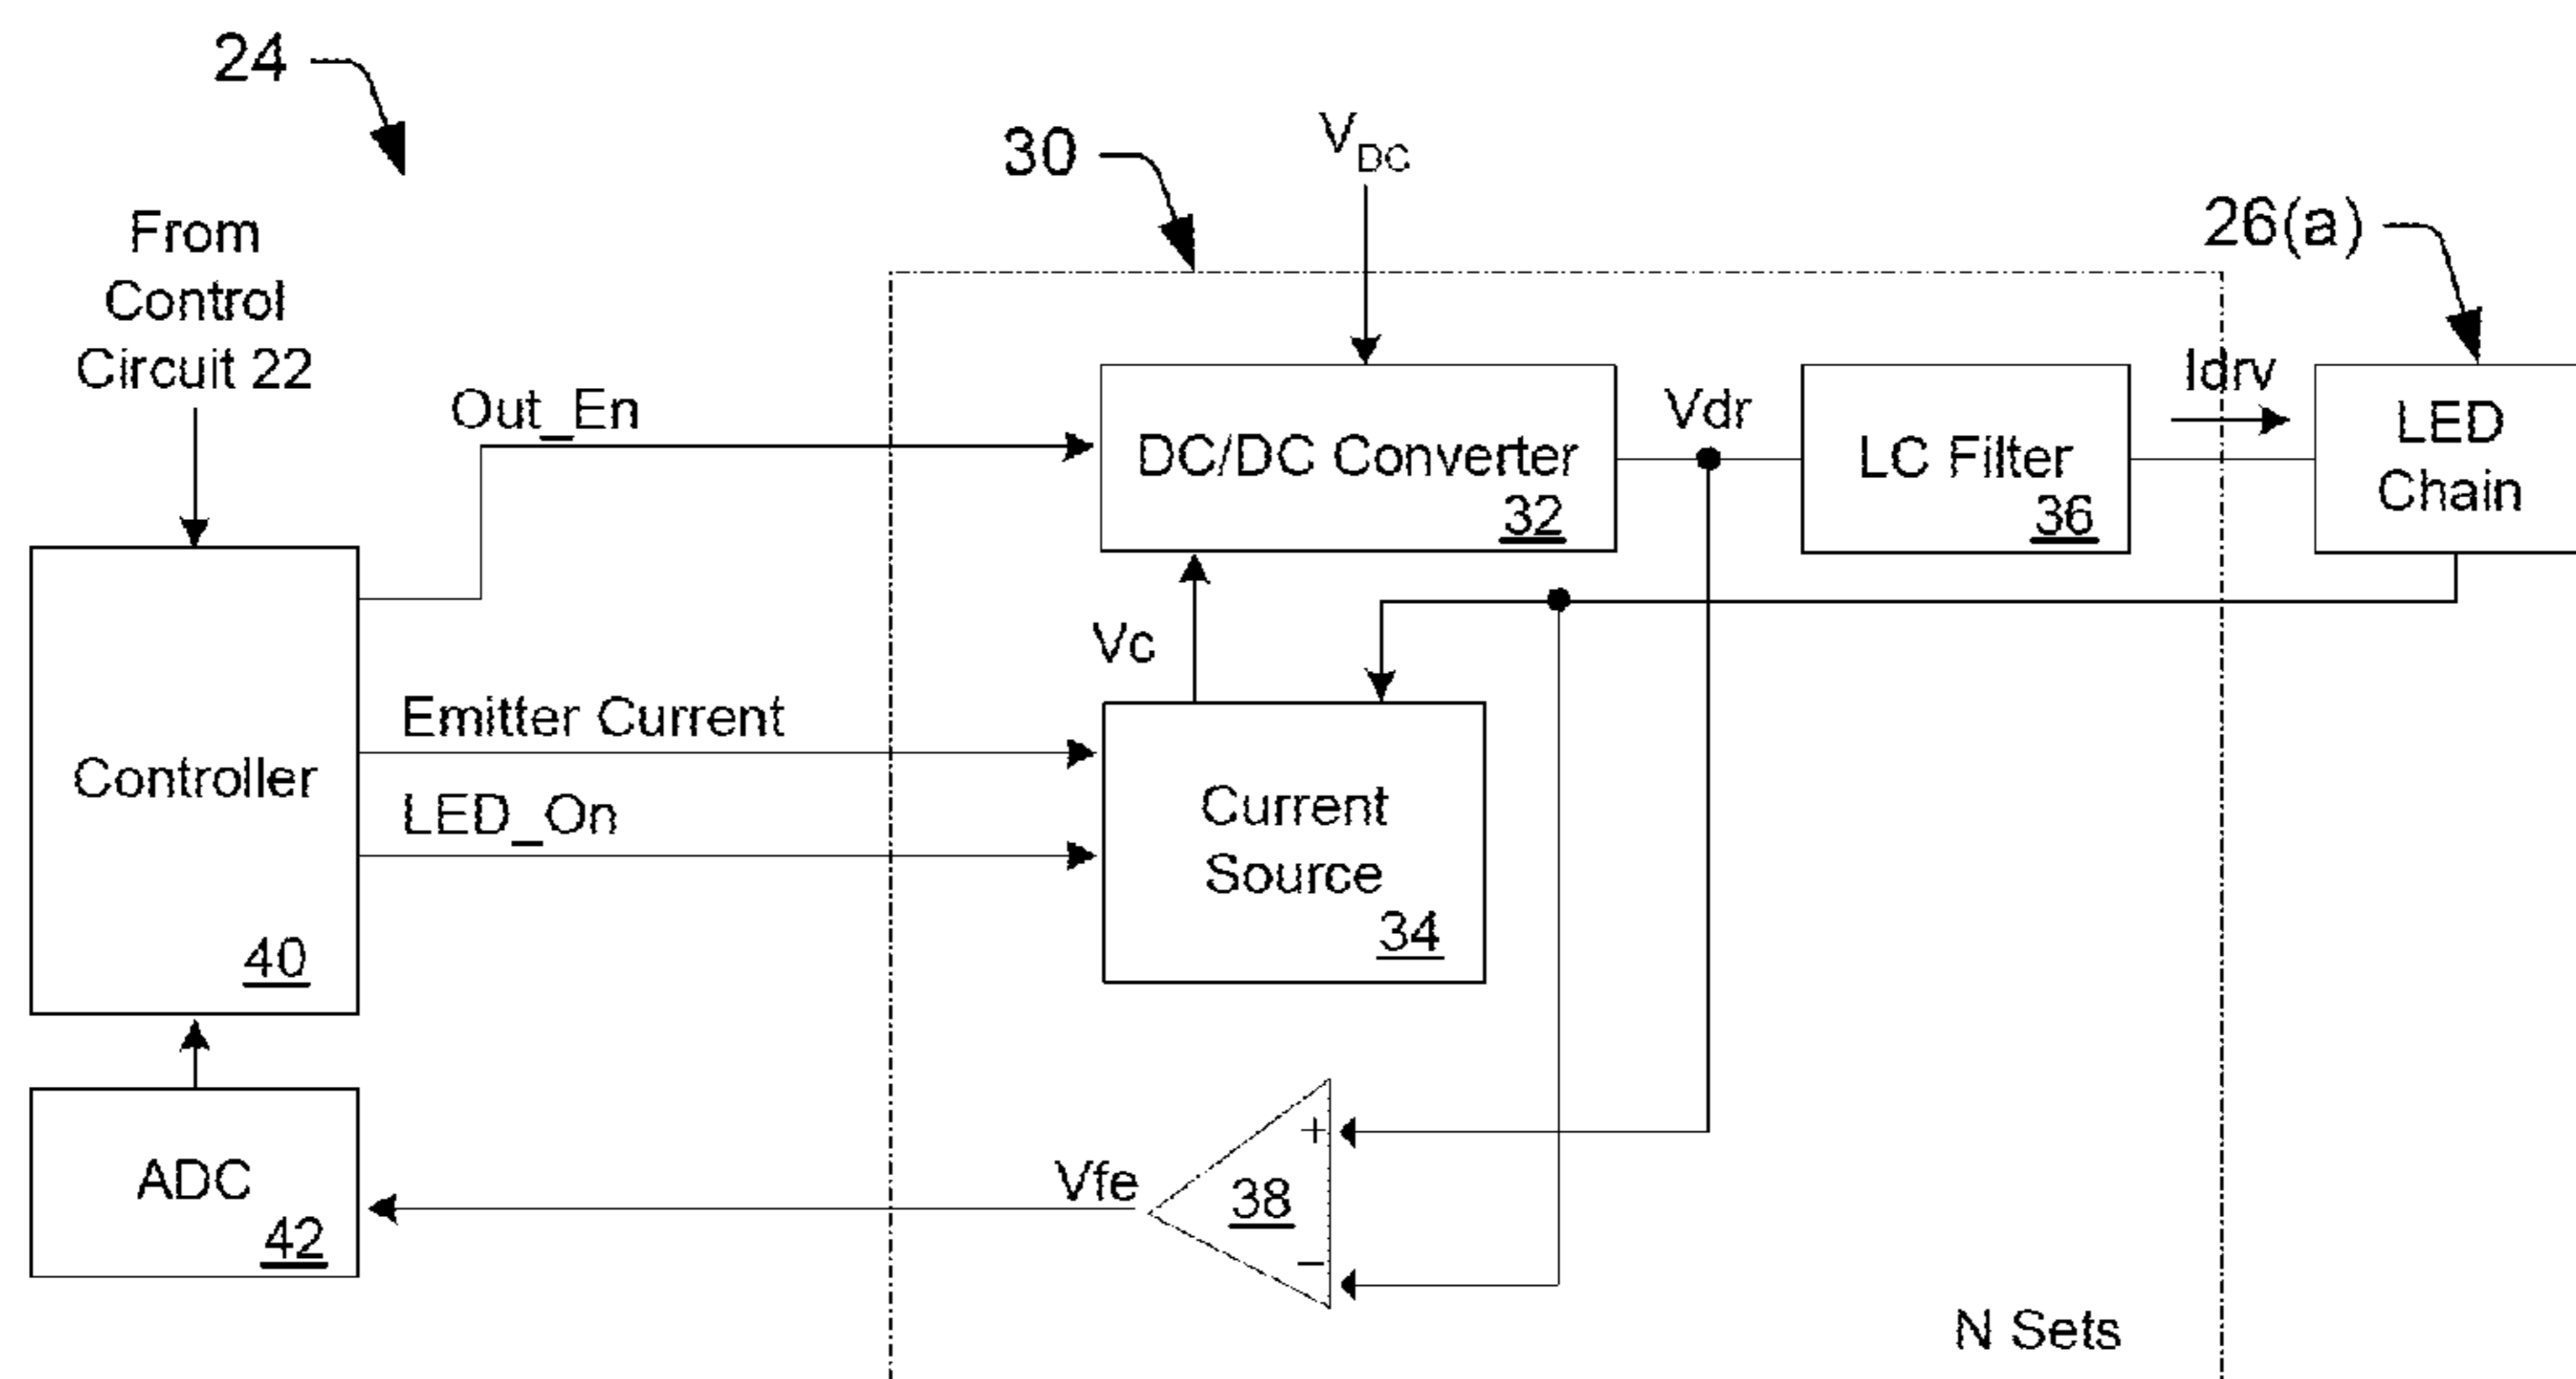 24
30
V_DC
26(a)
From
Control
Circuit 22
Out_En
DC/DC Converter
32
Vdr
LC Filter
36
Idrv
LED
Chain
Vc
Emitter Current
LED_On
Controller
40
Current
Source
34
ADC
42
Vfe
+
38
−
N Sets